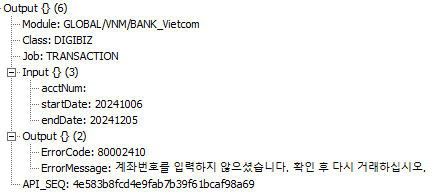 Output {} (6)
Module: GLOBAL/VNM/BANK_Vietcom
Class: DIGIBIZ
Job: TRANSACTION
Input {} (3)
acctNum:
startDate: 20241006
endDate: 20241205
Output {} (2)
ErrorCode: 80002410
ErrorMessage: 계좌번호를 입력하지 않으셨습니다. 확인 후 다시 거래하십시오.
API_SEQ: 4e583b8fcd4e9fab7b39f61bcaf98a69